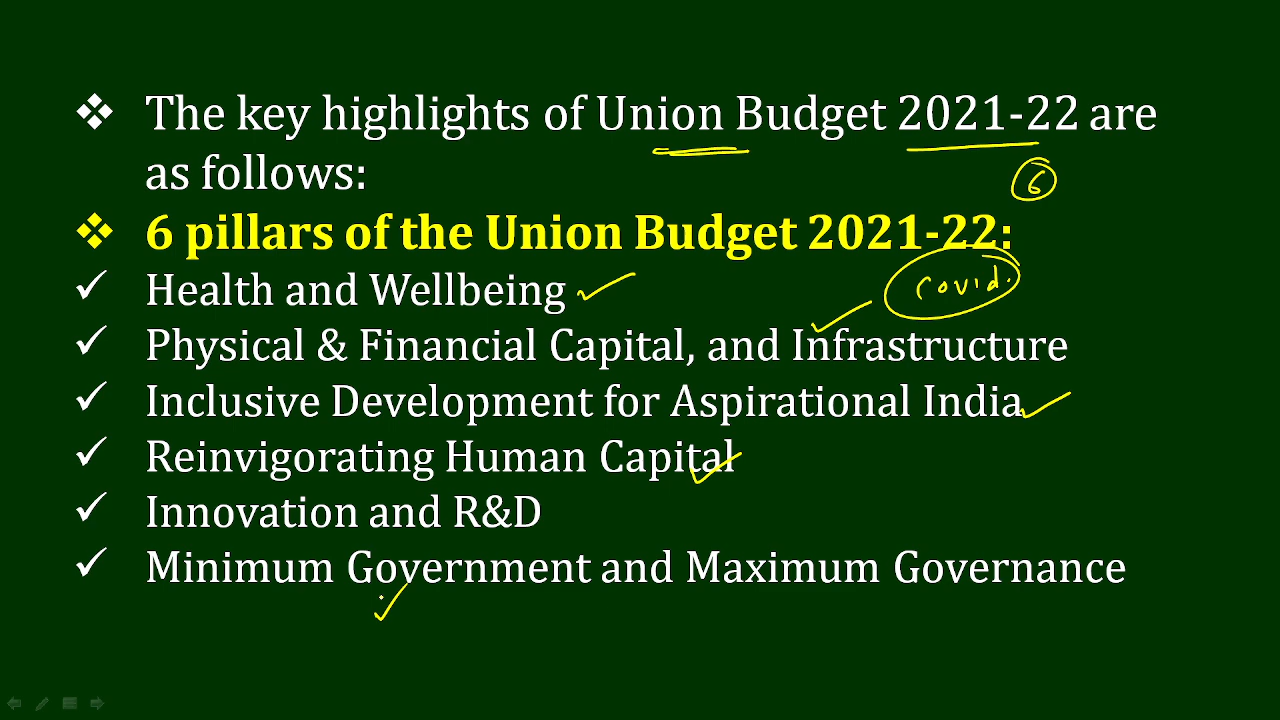 The key highlights of Union Budget 2021-22 are
as follows:
6
6 pillars of the Union Budget 2021-22:
Health and Wellbeing
covid.
Physical & Financial Capital, and Infrastructure
Inclusive Development for Aspirational India
Reinvigorating Human Capital
Innovation and R&D
Minimum Government and Maximum Governance